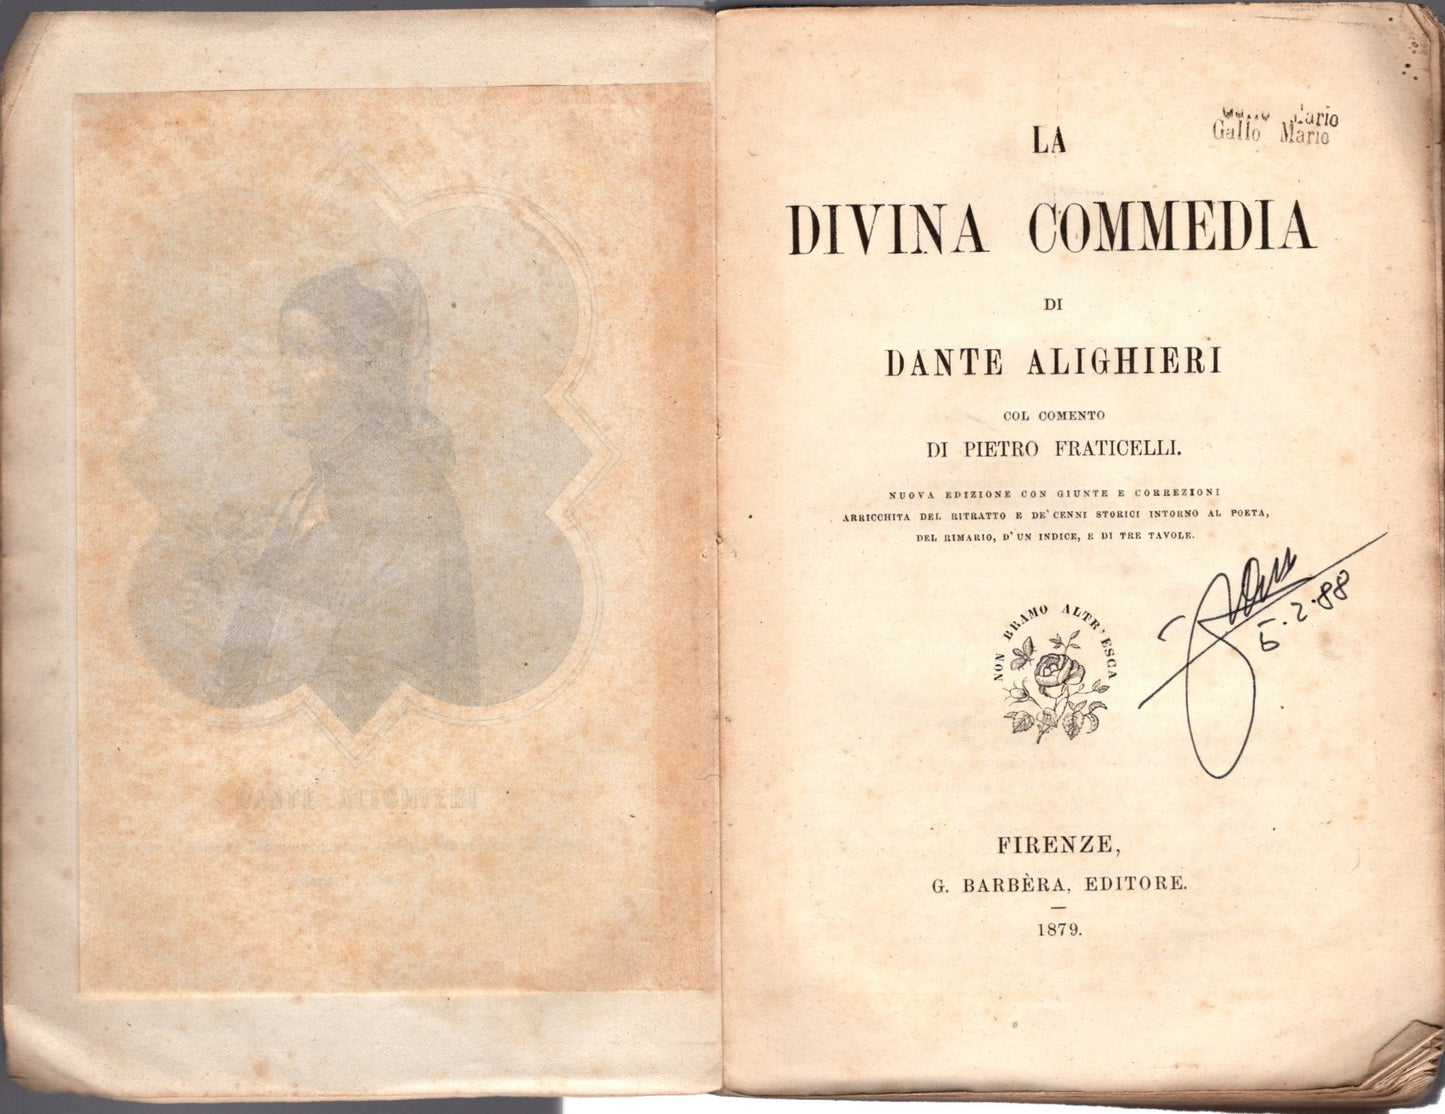 DANTE ALIGHIERI
Gallo Mario
Gallo Mario
LA
DIVINA COMMEDIA
DI
DANTE ALIGHIERI
COL COMENTO
DI PIETRO FRATICELLI.
NUOVA EDIZIONE CON GIUNTE E CORREZIONI
ARRICCHITA DEL RITRATTO E DE' CENNI STORICI INTORNO AL POETA,
DEL RIMARIO, D'UN INDICE, E DI TRE TAVOLE.
NON BRAMO ALTR'ESCA
5.2.88
FIRENZE,
G. BARBÈRA, EDITORE.
1879.